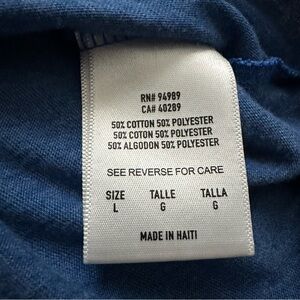 RN# 94989
CA# 40289
50% COTTON 50% POLYESTER
50% COTON 50% POLYESTER
50% ALGODON 50% POLYESTER
SEE REVERSE FOR CARE
SIZE TALLE TALLA
L G G
MADE IN HAITI